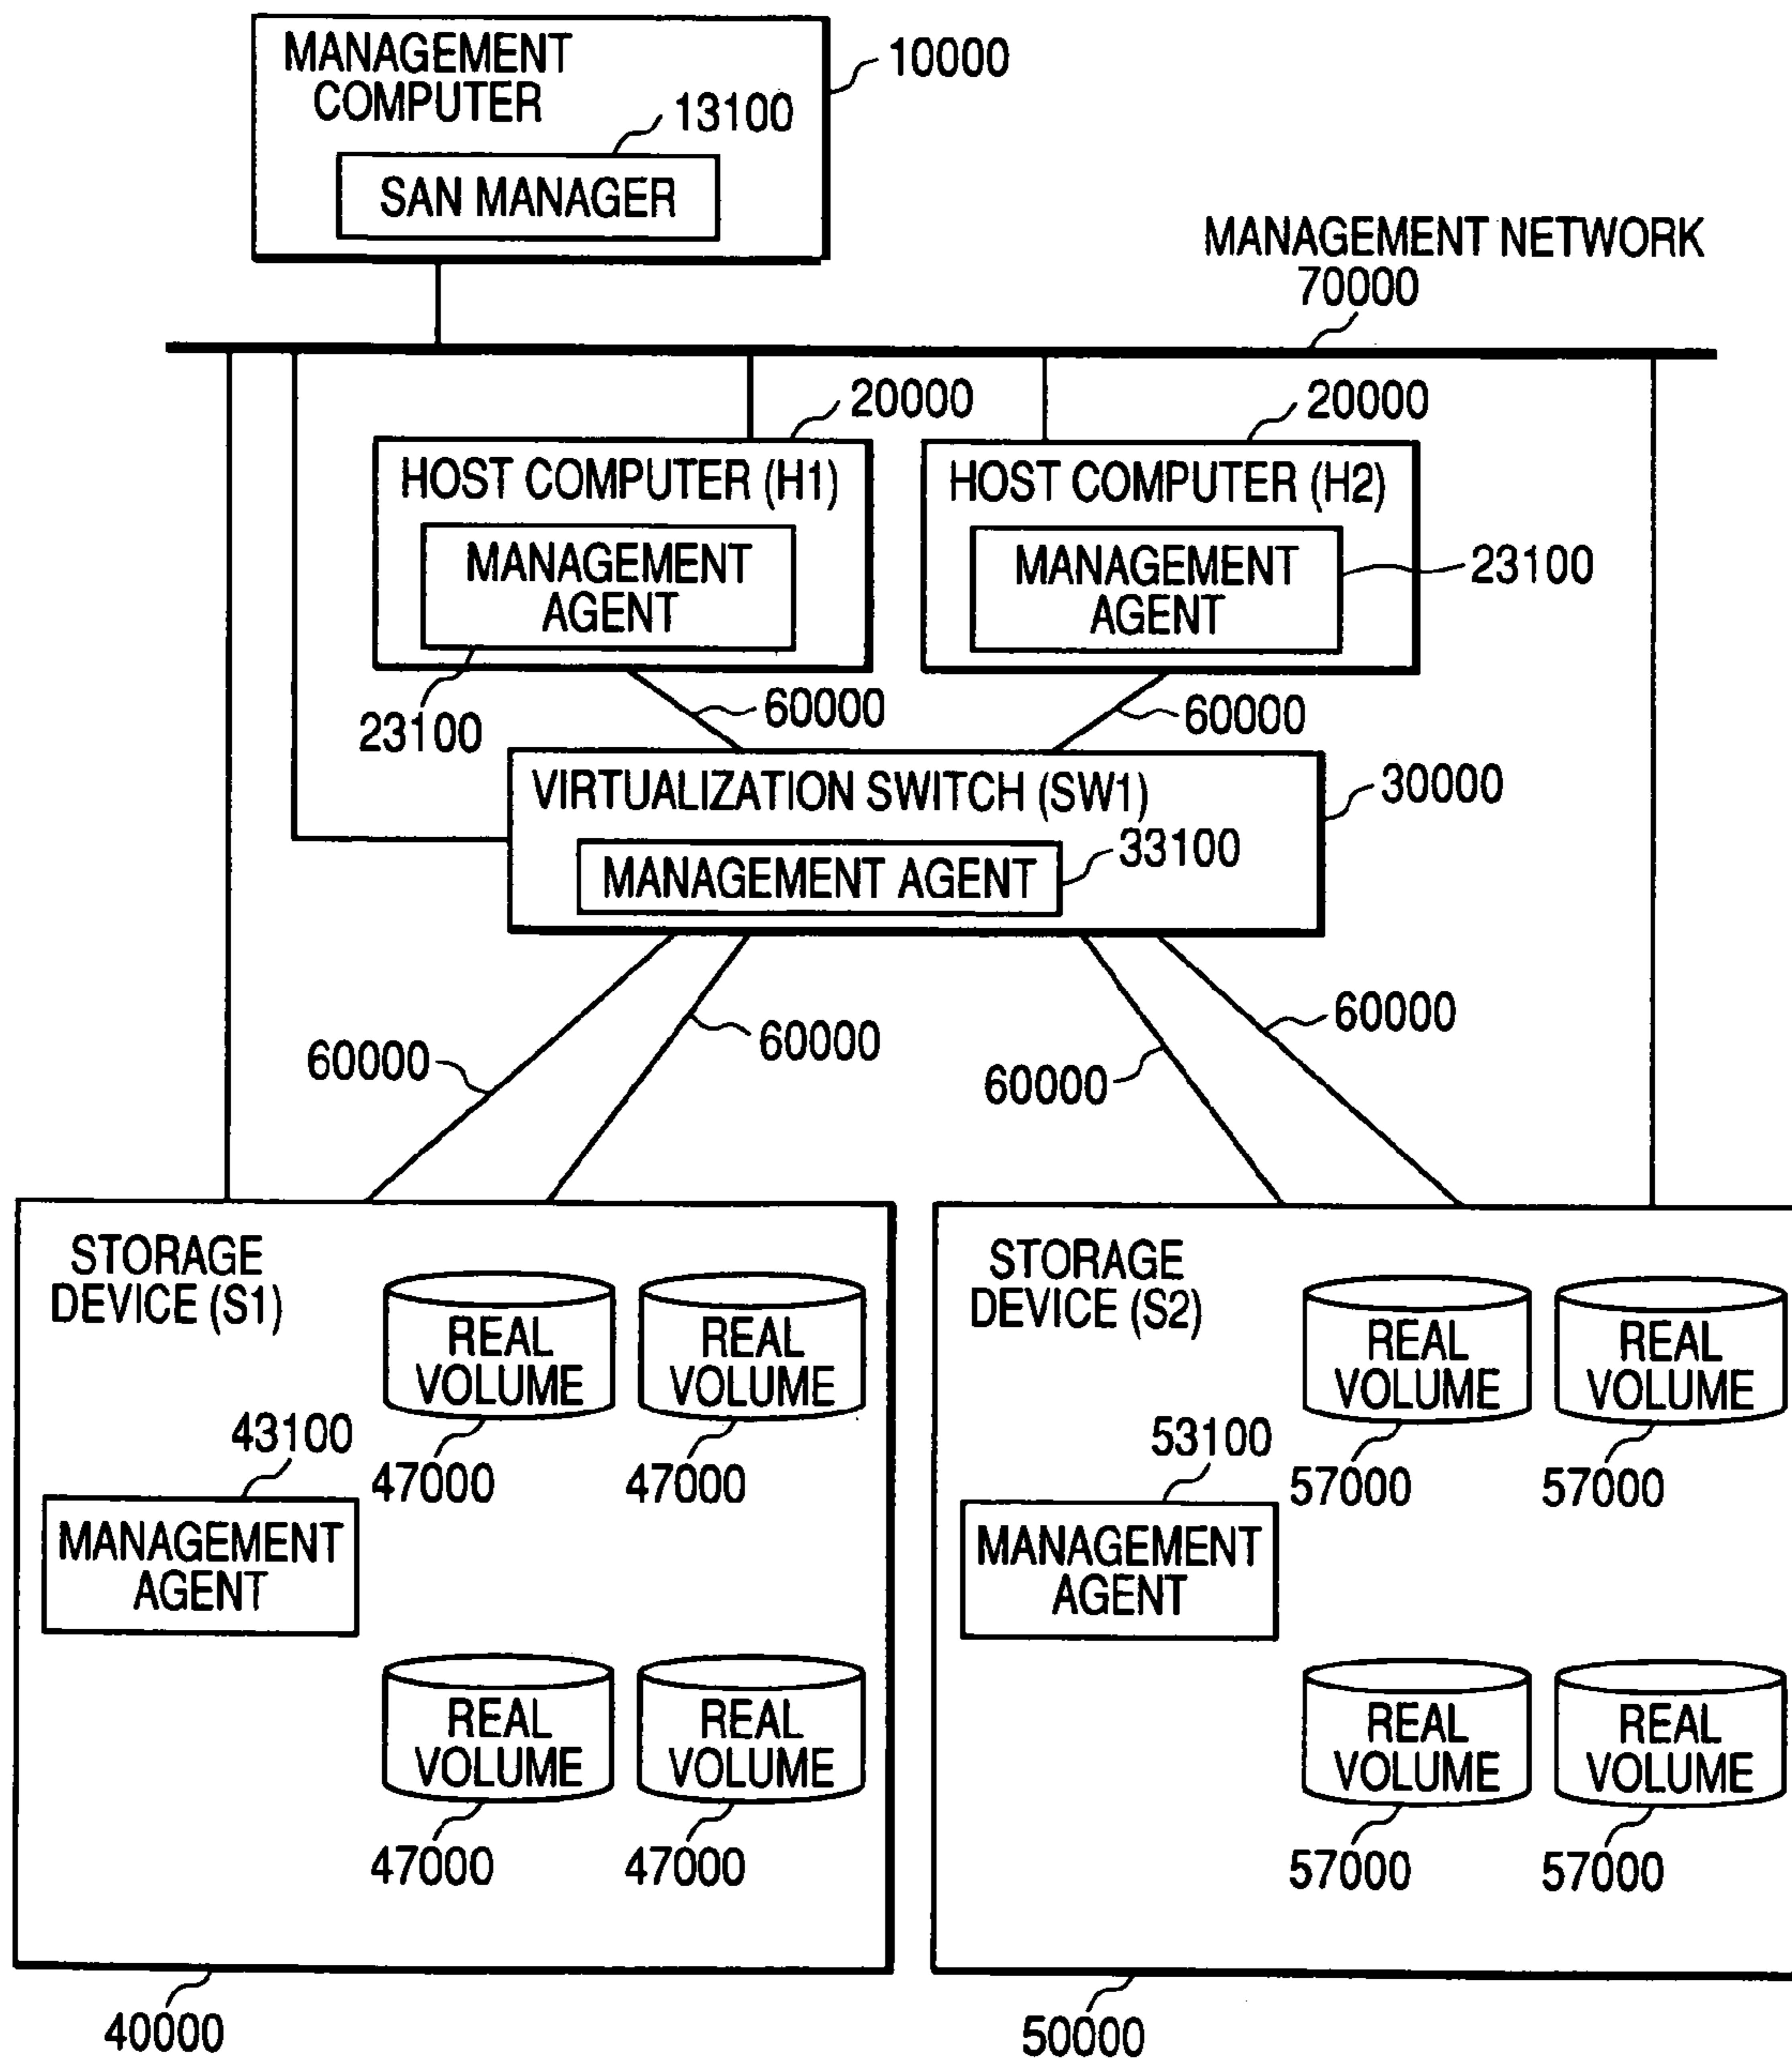 MANAGEMENT
COMPUTER
10000
13100
SAN MANAGER
MANAGEMENT NETWORK
70000
20000
20000
HOST COMPUTER (H1)
HOST COMPUTER (H2)
MANAGEMENT
AGENT
MANAGEMENT
AGENT
23100
23100
60000
60000
VIRTUALIZATION SWITCH (SW1)
30000
33100
MANAGEMENT AGENT
60000
60000
60000
60000
STORAGE
DEVICE (S1)
REAL
VOLUME
REAL
VOLUME
47000
47000
43100
MANAGEMENT
AGENT
REAL
VOLUME
REAL
VOLUME
47000
47000
40000
STORAGE
DEVICE (S2)
REAL
VOLUME
REAL
VOLUME
57000
57000
53100
MANAGEMENT
AGENT
REAL
VOLUME
REAL
VOLUME
57000
57000
50000